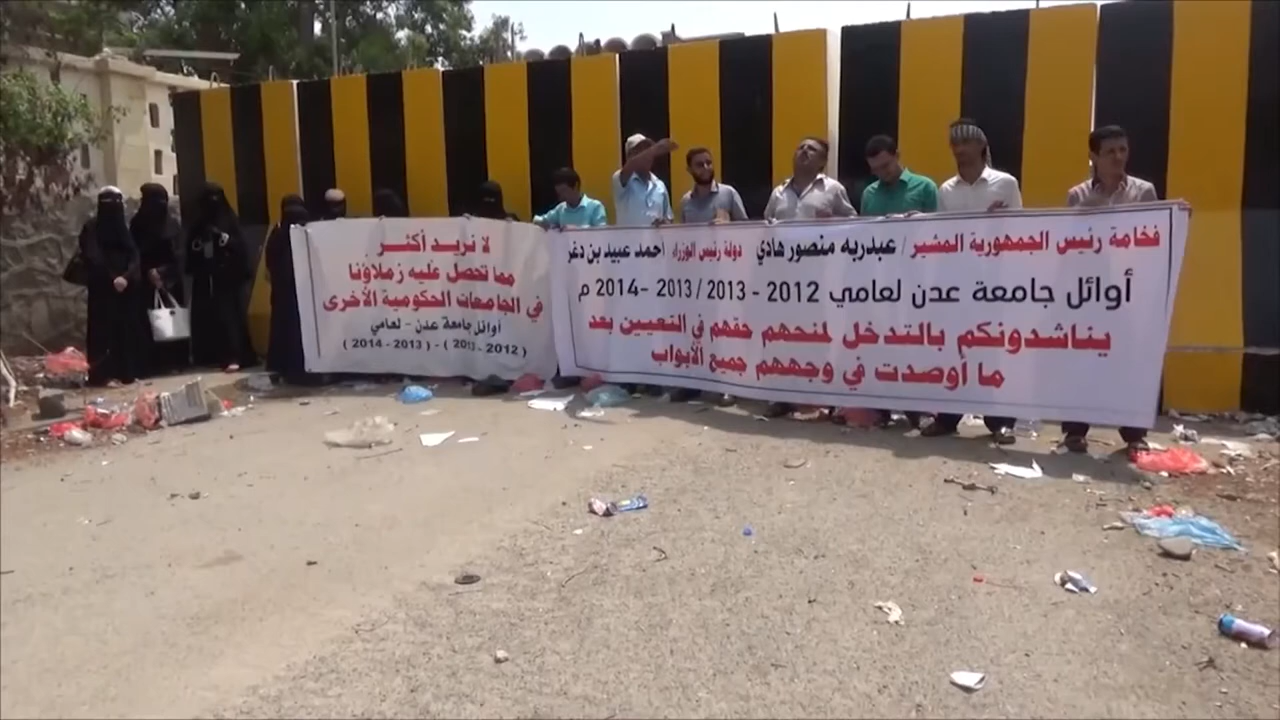 فخامة رئيس الجمهورية المشير / عبدربه منصور هادي دولة رئيس الوزراء أحمد عبيد بن دغر
أوائل جامعة عدن لعامي 2012 - 2013 / 2013 - 2014 م
يناشدونكم بالتدخل لمنحهم حقهم في التعيين بعد
ما أوصدت في وجههم جميع الأبواب
لا نريد أكثر
مما تحصل عليه زملاؤنا
في الجامعات الحكومية الأخرى
أوائل جامعة عدن - لعامي
( 2012 - 2013 ) - ( 2013 - 2014 )